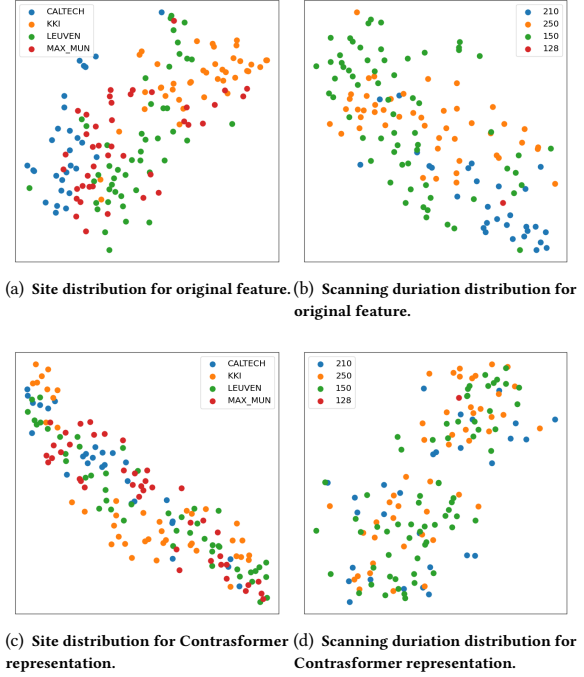 CALTECH
KKI
LEUVEN
MAX_MUN
210
250
150
128
(a) Site distribution for original feature.
(b) Scanning duriation distribution for
original feature.
CALTECH
KKI
LEUVEN
MAX_MUN
210
250
150
128
(c) Site distribution for Contrasformer
representation.
(d) Scanning duriation distribution for
Contrasformer representation.